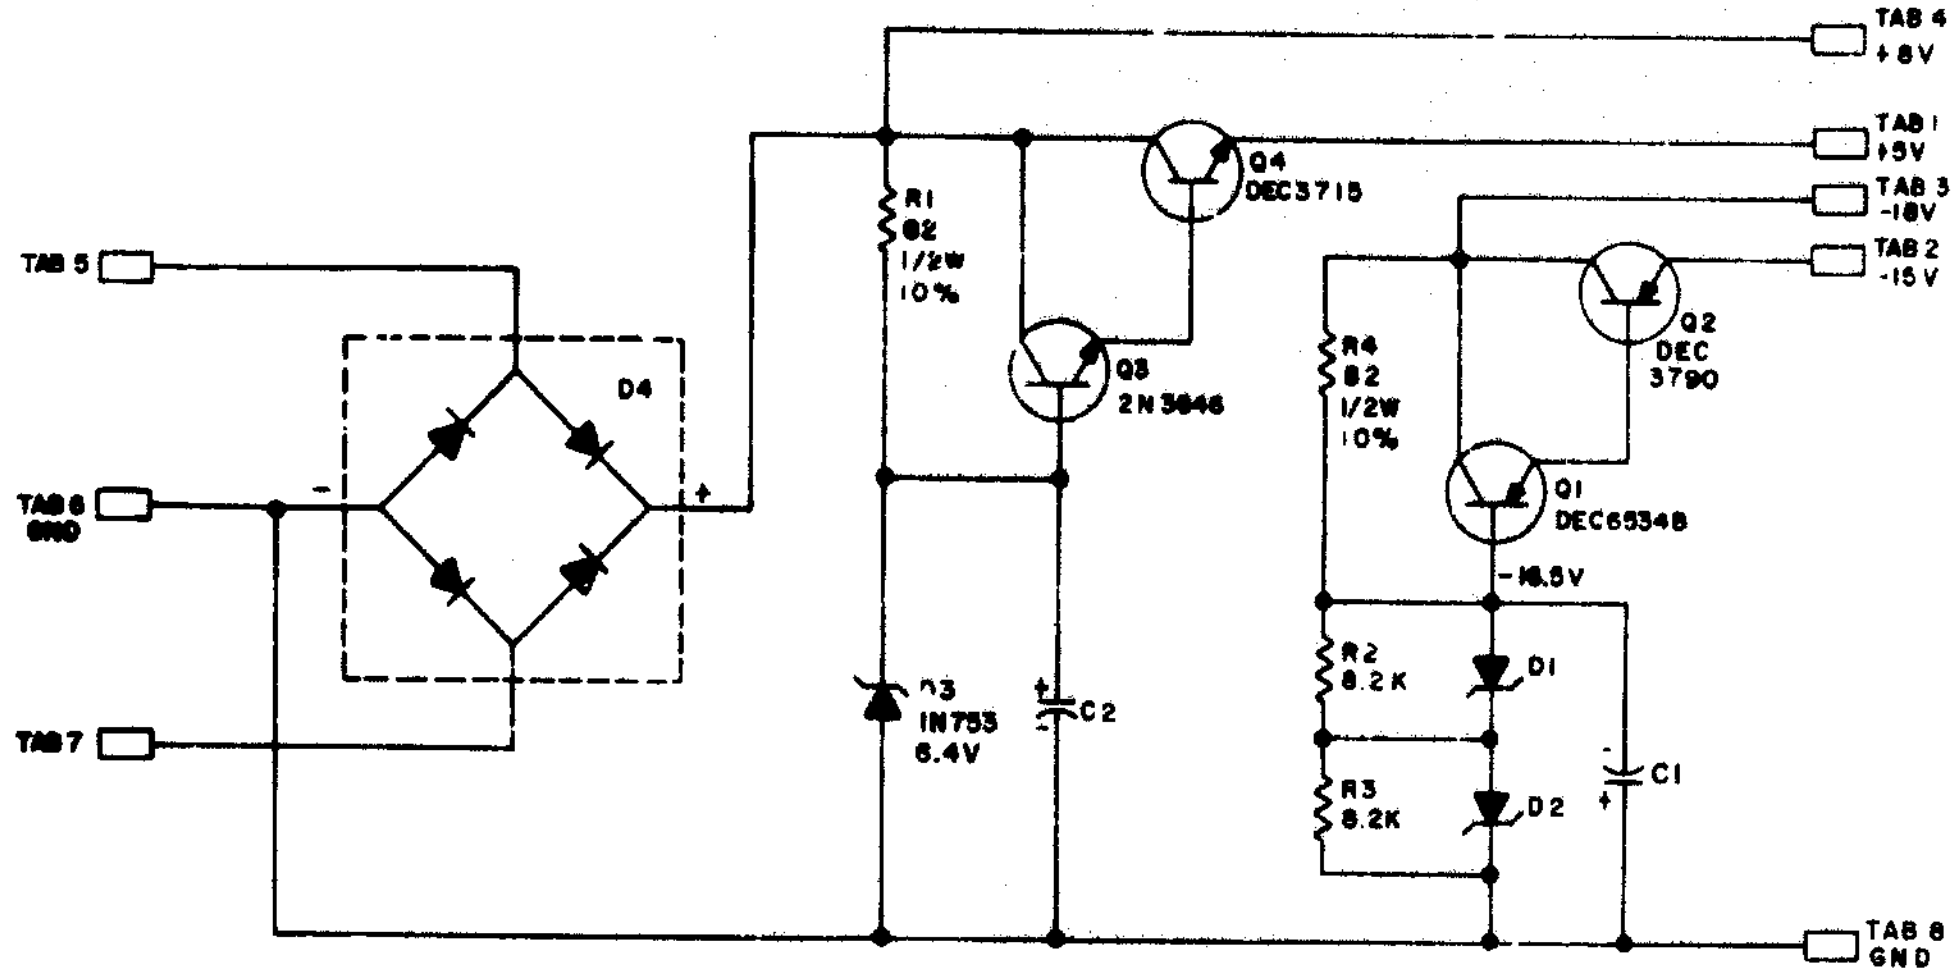 TAB 4
+8V
TAB 1
+5V
TAB 3
-18V
TAB 2
-15V
Q4
DEC3715
R1
82
1/2W
10%
TAB 5
D4
Q3
Q2
DEC
3790
R4
82
1/2W
10%
-
+
TAB 6
GND
Q1
DEC6534B
-16.5V
R2
8.2K
D1
D3
1N753
6.4V
+
-
C2
TAB 7
R3
8.2K
D2
-
+
C1
TAB 8
GND